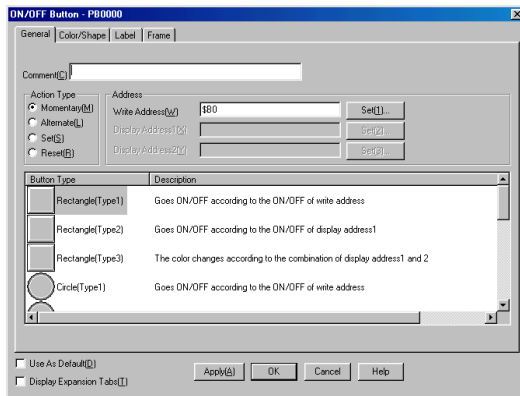 ON/OFF Button - PB0000
General Color/Shape Label Frame
Comment(C)
Action Type
Momentary(M)
Alternate(L)
Set(S)
Reset(R)
Address
Write Address(W) $80 Set(1)...
Display Address1(X) Set(2)...
Display Address2(Y) Set(3)...
Button Type Description
Rectangle(Type1) Goes ON/OFF according to the ON/OFF of write address
Rectangle(Type2) Goes ON/OFF according to the ON/OFF of display address1
Rectangle(Type3) The color changes according to the combination of display address1 and 2
Circle(Type1) Goes ON/OFF according to the ON/OFF of write address
Use As Default(D)
Display Expansion Tabs(T)
Apply(A) OK Cancel Help